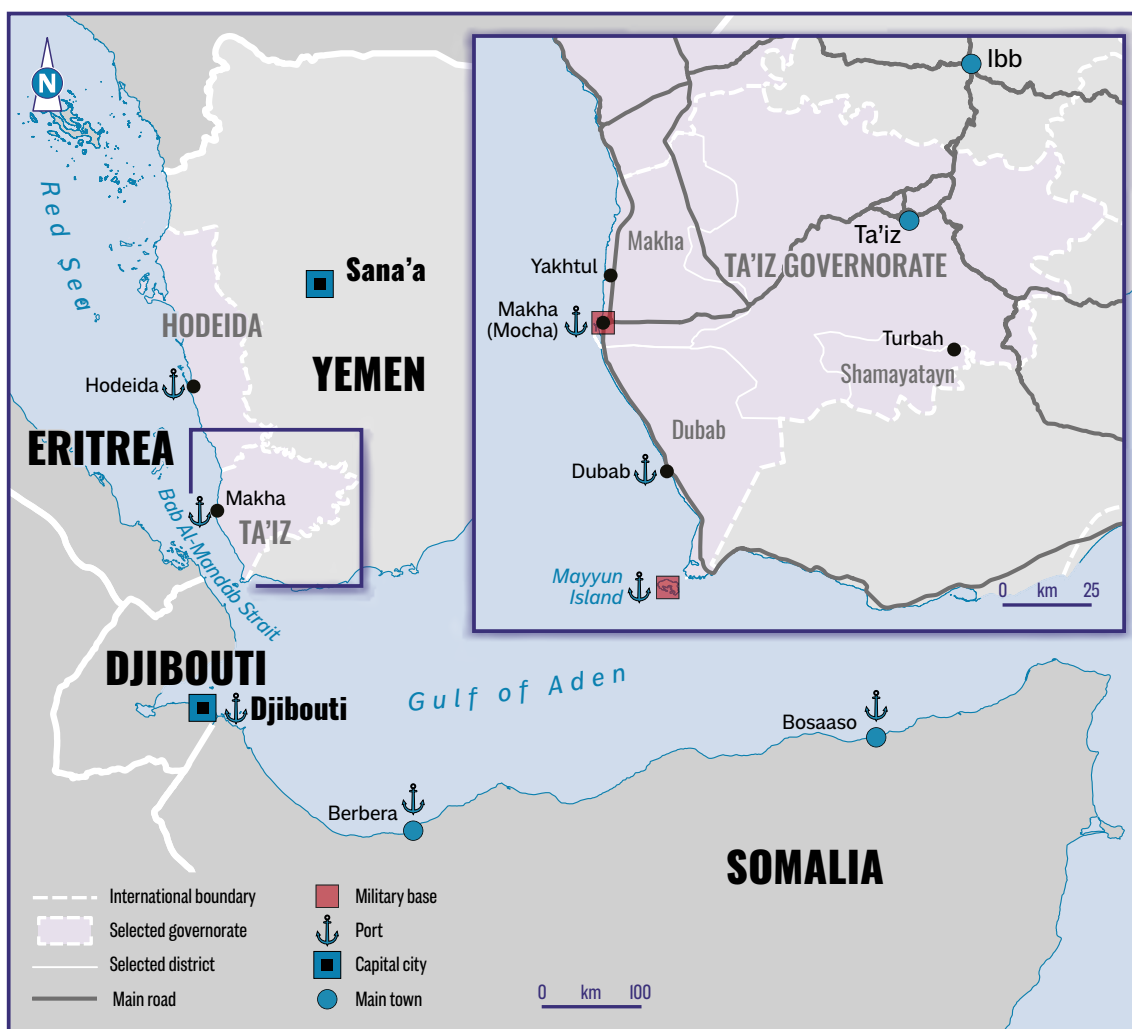 N
Red Sea
Sana’a
HODEIDA
YEMEN
Hodeida
ERITREA
Makha
TA’IZ
Bab Al-Mandab Strait
DJIBOUTI
Djibouti
Gulf of Aden
Bosaaso
Berbera
SOMALIA
Ibb
Ta’iz
Makha
TA’IZ GOVERNORATE
Yakhtul
Makha
(Mocha)
Turbah
Shamayatayn
Dubab
Dubab
Mayyun
Island
0 km 25
International boundary
Selected governorate
Selected district
Main road
Military base
Port
Capital city
Main town
0 km 100